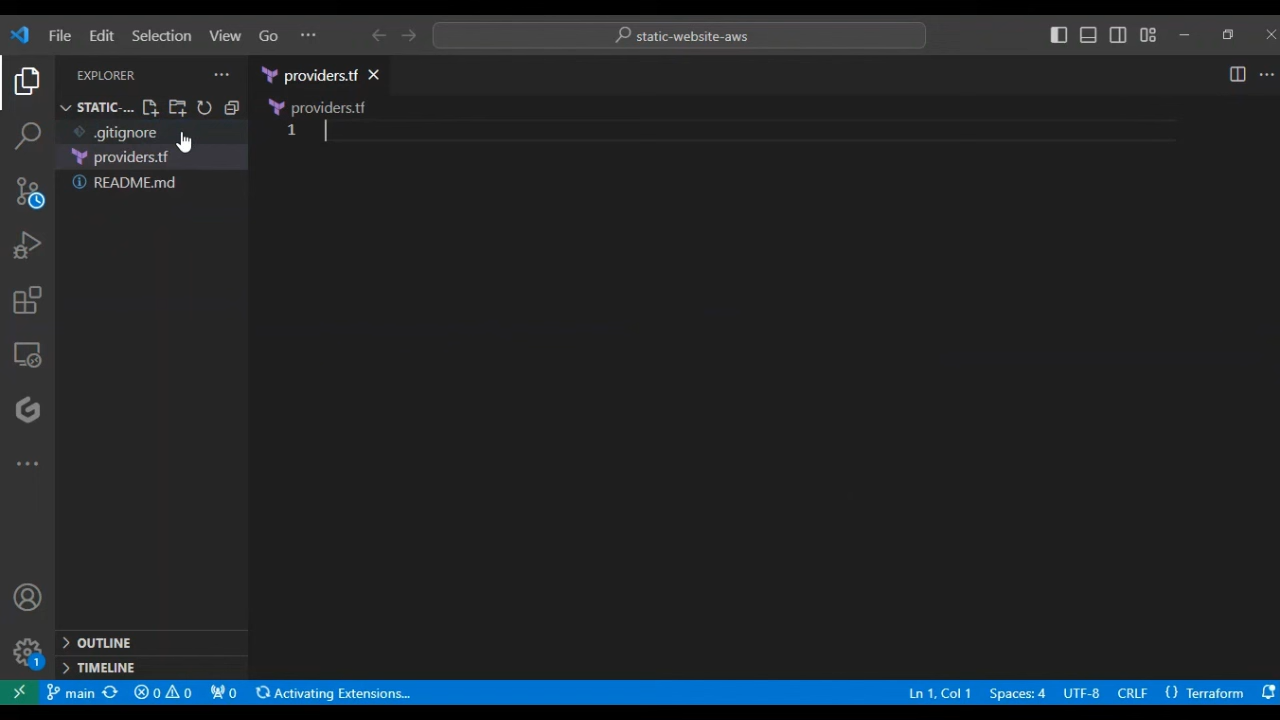 File Edit Selection View Go ··· static-website-aws
EXPLORER ···
STATIC-...
.gitignore
providers.tf
README.md
OUTLINE
TIMELINE
providers.tf
providers.tf
1
1
main 0 0 0 Activating Extensions... Ln 1, Col 1 Spaces: 4 UTF-8 CRLF {} Terraform